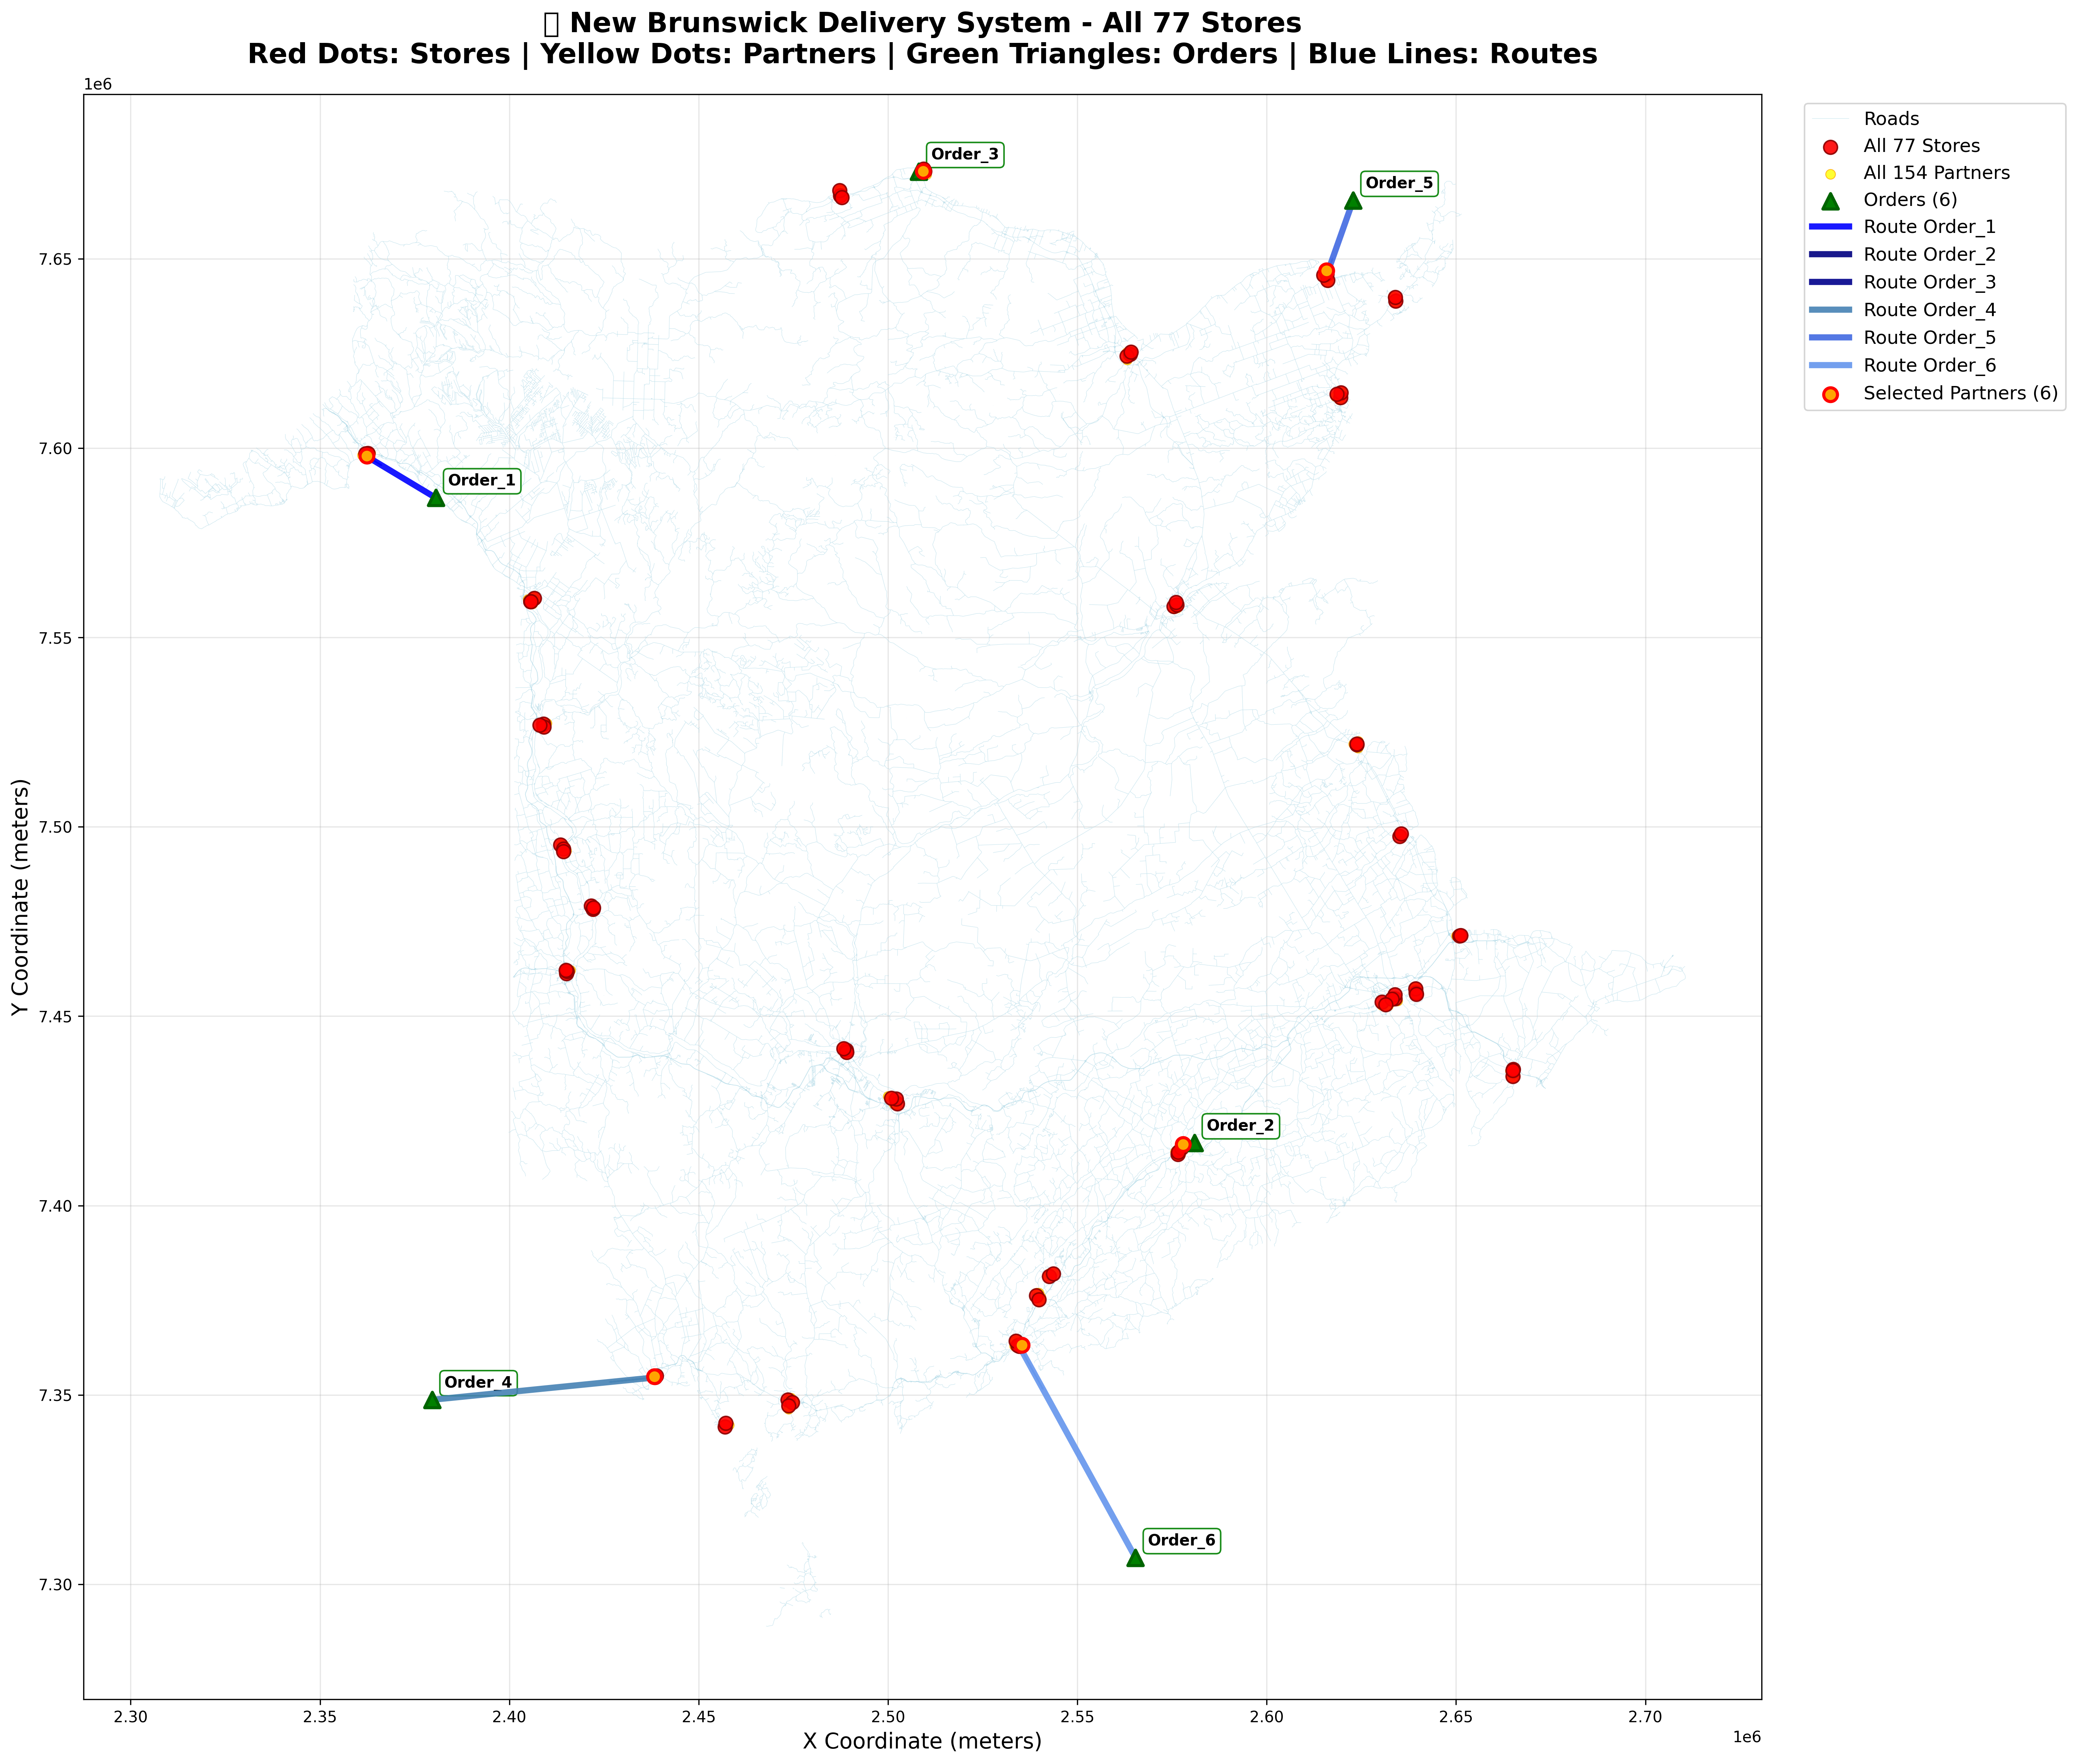 ▯ New Brunswick Delivery System - All 77 Stores
Red Dots: Stores | Yellow Dots: Partners | Green Triangles: Orders | Blue Lines: Routes
1e6
Roads
All 77 Stores
All 154 Partners
Orders (6)
Route Order_1
Route Order_2
Route Order_3
Route Order_4
Route Order_5
Route Order_6
Selected Partners (6)
Order_3
Order_5
Order_1
Order_2
Order_4
Order_6
Y Coordinate (meters)
7.65
7.60
7.55
7.50
7.45
7.40
7.35
7.30
2.30
2.35
2.40
2.45
2.50
2.55
2.60
2.65
2.70
1e6
X Coordinate (meters)